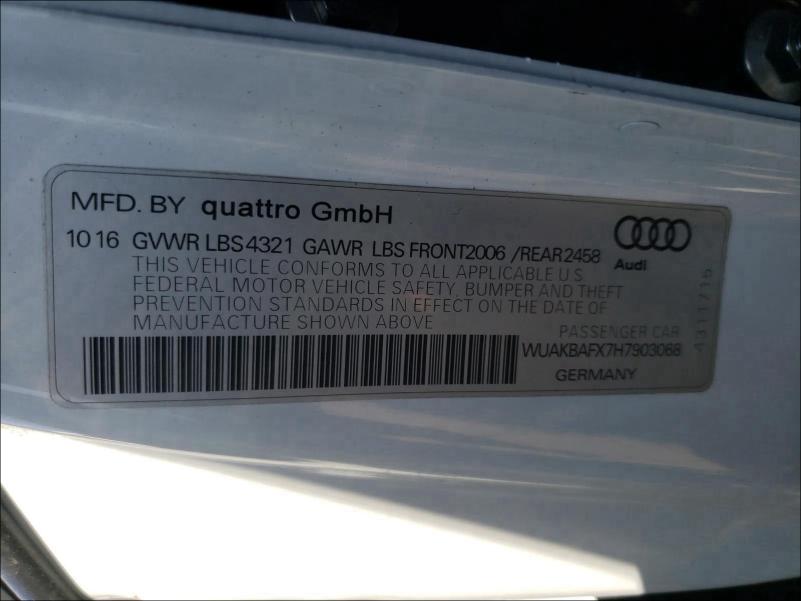 MFD. BY quattro GmbH
10 16 GVWR LBS 4321 GAWR LBS FRONT2006 /REAR 2458
Audi
THIS VEHICLE CONFORMS TO ALL APPLICABLE U S
FEDERAL MOTOR VEHICLE SAFETY, BUMPER AND THEFT
PREVENTION STANDARDS IN EFFECT ON THE DATE OF
MANUFACTURE SHOWN ABOVE
PASSENGER CAR
WUAKBAFX7H7903068
GERMANY
4311715